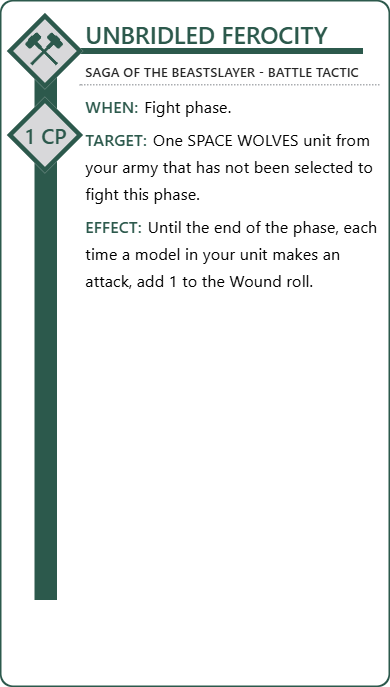 UNBRIDLED FEROCITY
SAGA OF THE BEASTSLAYER - BATTLE TACTIC
1 CP
WHEN: Fight phase.
TARGET: One SPACE WOLVES unit from
your army that has not been selected to
fight this phase.
EFFECT: Until the end of the phase, each
time a model in your unit makes an
attack, add 1 to the Wound roll.